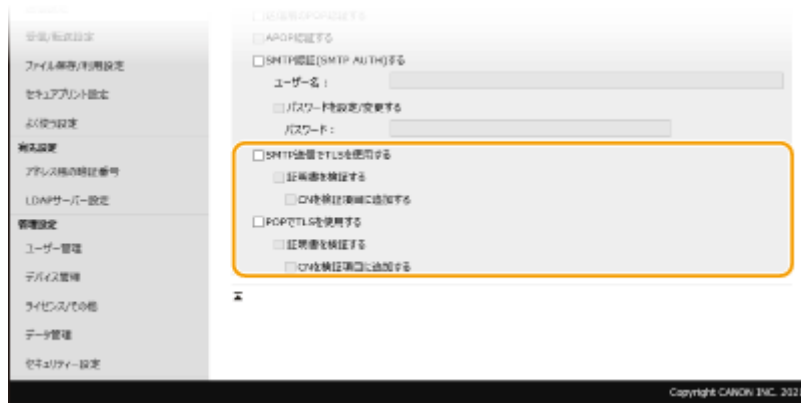 受信/転送設定
ファイル保存/利用設定
セキュアプリント設定
よく使う設定
宛先設定
アドレス帳の暗証番号
LDAPサーバー設定
管理設定
ユーザー管理
デバイス管理
ライセンス/その他
データ管理
セキュリティー設定
APOP認証する
SMTP認証(SMTP AUTH)する
ユーザー名：
パスワードを設定/変更する
パスワード：
SMTP送信でTLSを使用する
証明書を検証する
CNを検証項目に追加する
POPでTLSを使用する
証明書を検証する
CNを検証項目に追加する
Copyright CANON INC. 202